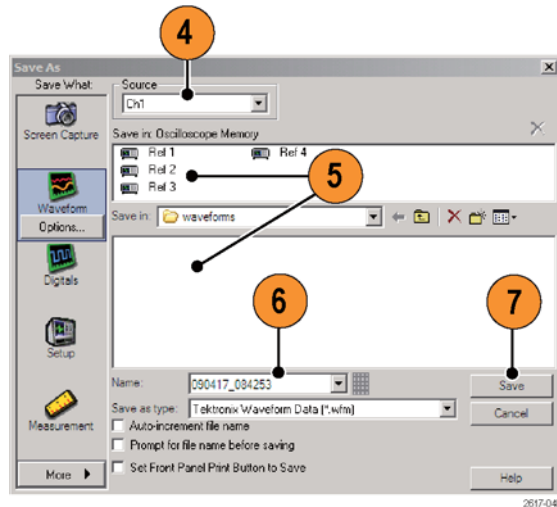 4
Save As
Save What:
Source
Ch1
Screen Capture
Save in: Oscilloscope Memory
Ref 1
Ref 4
Ref 2
Ref 3
5
Waveform
Options...
Save in:
waveforms
Digitals
6
7
Setup
Name:
090417_084253
Save
Save as type:
Tektronix Waveform Data (*.wfm)
Cancel
Measurement
Auto-increment file name
Prompt for file name before saving
Set Front Panel Print Button to Save
More
Help
2617-04